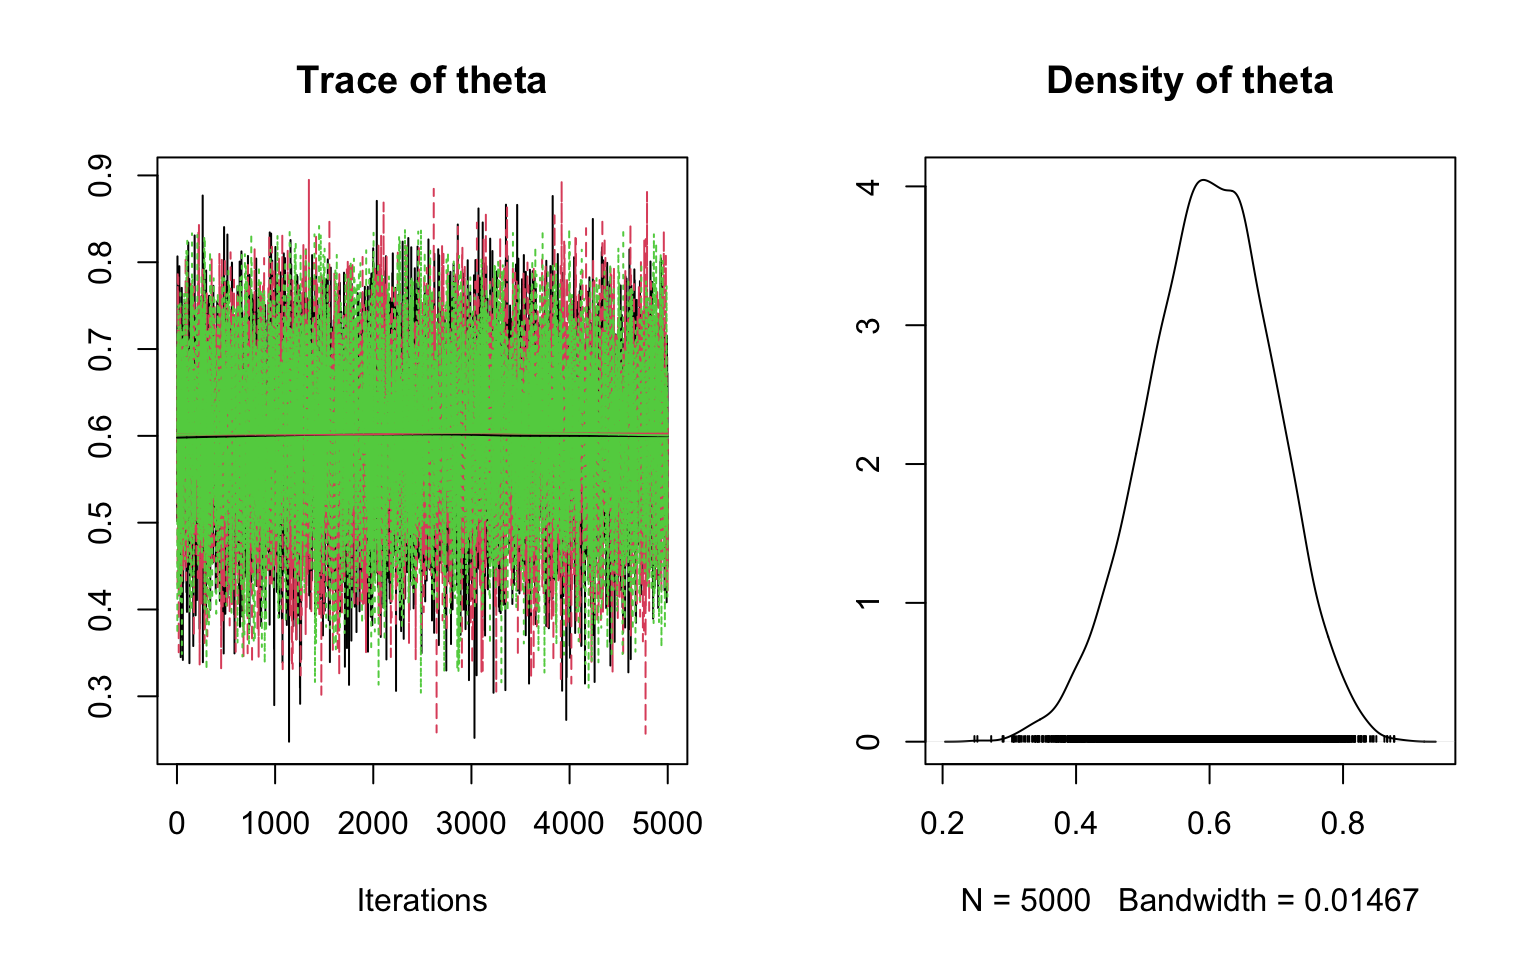 Trace of theta
0.9
0.8
0.7
0.6
0.5
0.4
0.3
0 1000 2000 3000 4000 5000
Iterations
Density of theta
4
3
2
1
0
0.2 0.4 0.6 0.8
N = 5000 Bandwidth = 0.01467